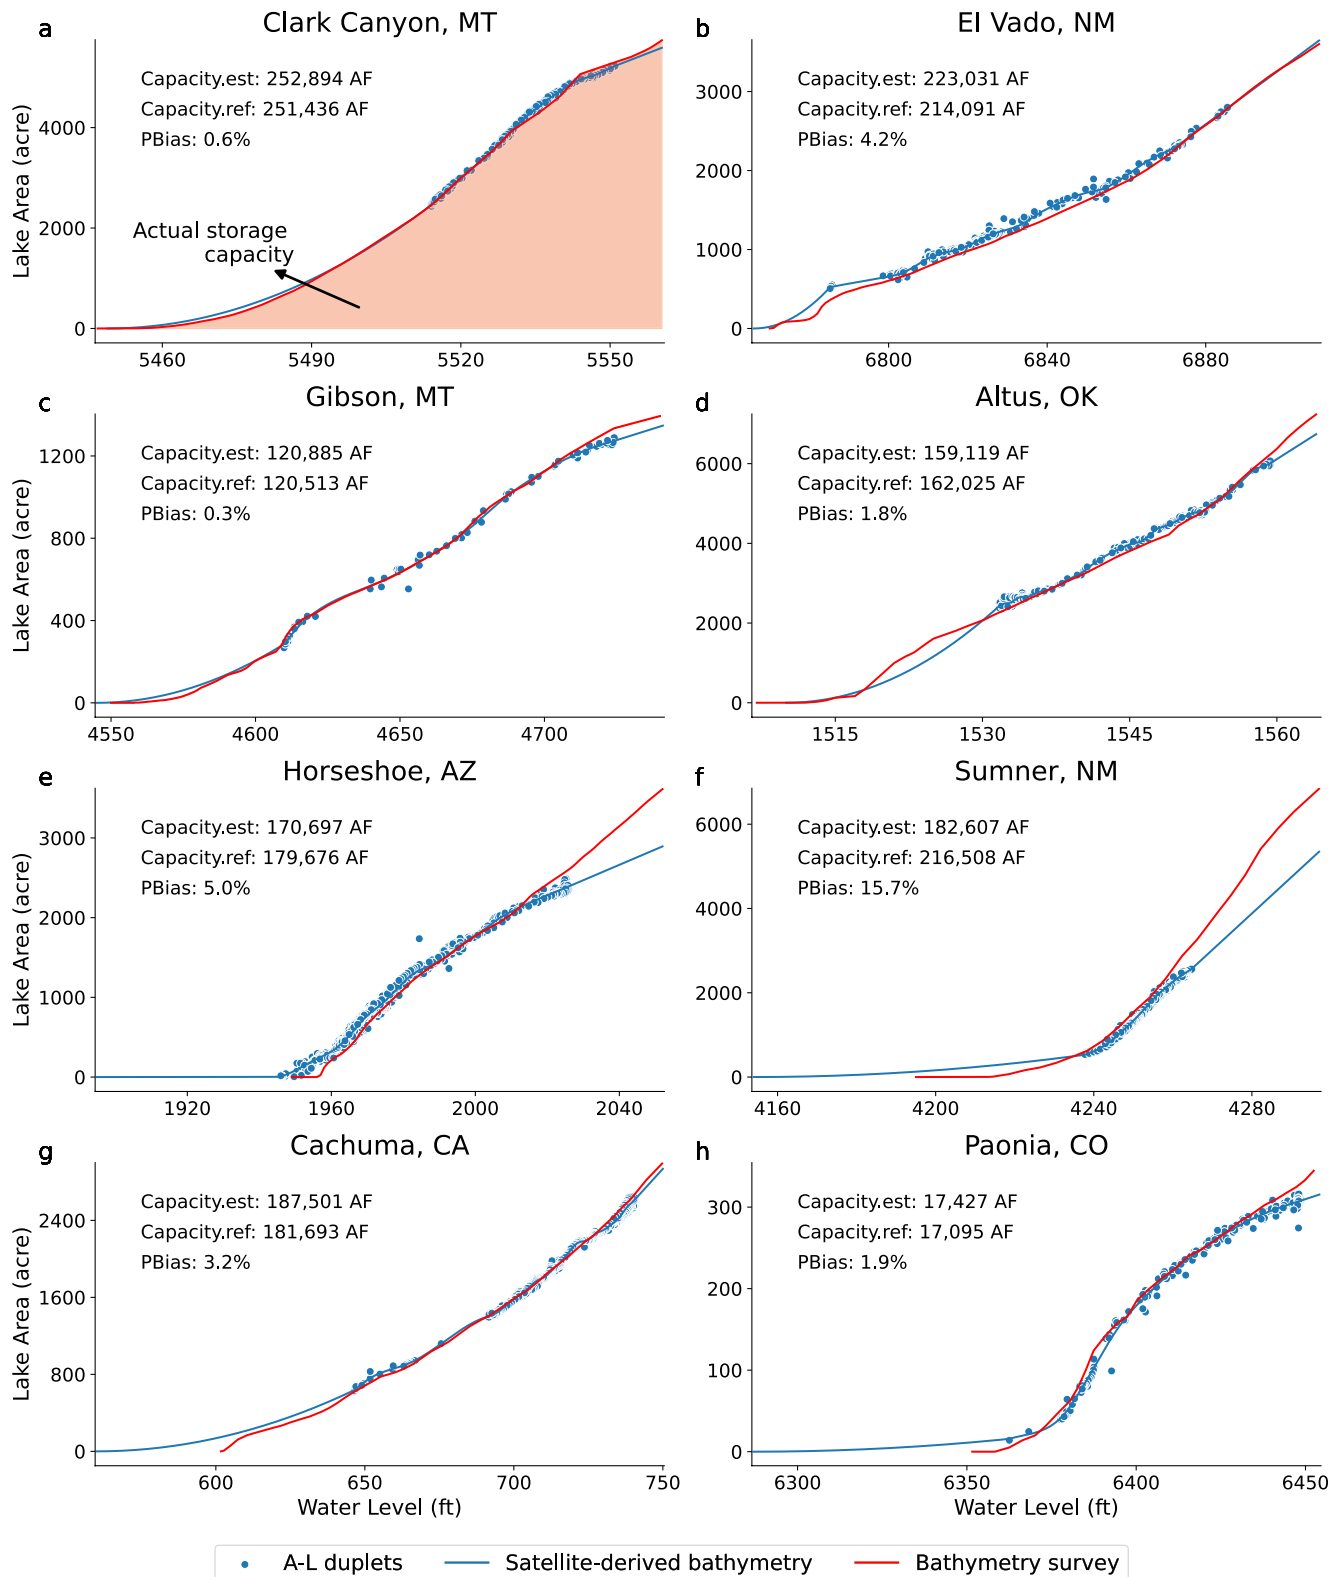 a
Clark Canyon, MT
Capacity.est: 252,894 AF
Capacity.ref: 251,436 AF
PBias: 0.6%
Actual storage
capacity
Lake Area (acre)
4000
2000
0
5460 5490 5520 5550
b
El Vado, NM
Capacity.est: 223,031 AF
Capacity.ref: 214,091 AF
PBias: 4.2%
3000
2000
1000
0
6800 6840 6880
c
Gibson, MT
Capacity.est: 120,885 AF
Capacity.ref: 120,513 AF
PBias: 0.3%
Lake Area (acre)
1200
800
400
0
4550 4600 4650 4700
d
Altus, OK
Capacity.est: 159,119 AF
Capacity.ref: 162,025 AF
PBias: 1.8%
6000
4000
2000
0
1515 1530 1545 1560
e
Horseshoe, AZ
Capacity.est: 170,697 AF
Capacity.ref: 179,676 AF
PBias: 5.0%
Lake Area (acre)
3000
2000
1000
0
1920 1960 2000 2040
f
Sumner, NM
Capacity.est: 182,607 AF
Capacity.ref: 216,508 AF
PBias: 15.7%
6000
4000
2000
0
4160 4200 4240 4280
g
Cachuma, CA
Capacity.est: 187,501 AF
Capacity.ref: 181,693 AF
PBias: 3.2%
Lake Area (acre)
2400
1600
800
0
600 650 700 750
Water Level (ft)
h
Paonia, CO
Capacity.est: 17,427 AF
Capacity.ref: 17,095 AF
PBias: 1.9%
300
200
100
0
6300 6350 6400 6450
Water Level (ft)
A-L duplets Satellite-derived bathymetry Bathymetry survey